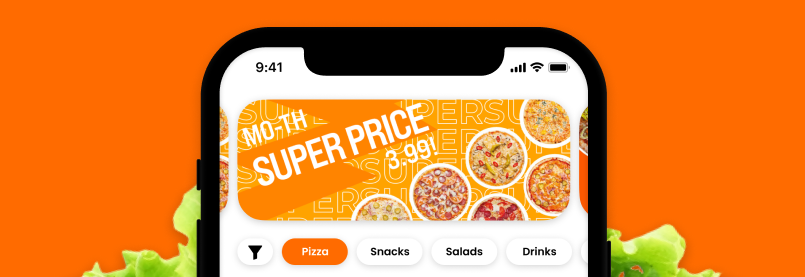 9:41
MO-TH
SUPER PRICE
3.99!
Pizza
Snacks
Salads
Drinks